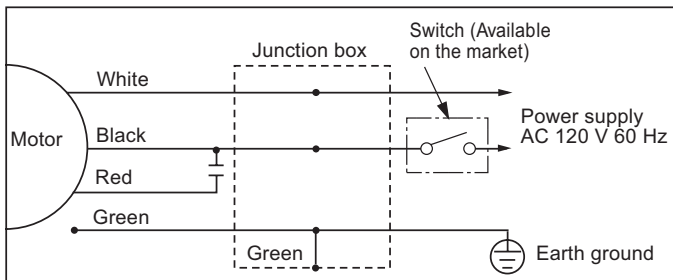 Switch (Available
on the market)
Junction box
White
Power supply
AC 120 V 60 Hz
Motor
Black
Red
Green
Green
Earth ground